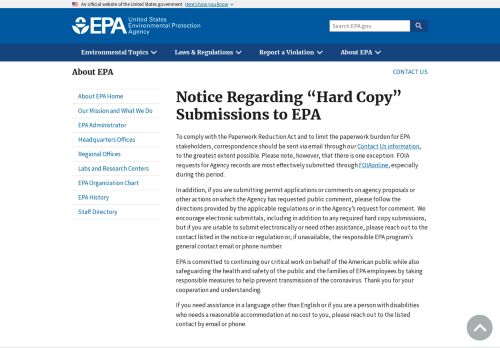 An official website of the United States government Here's how you know
EPA United States
Environmental Protection
Agency
Search EPA.gov
Environmental Topics Laws & Regulations Report a Violation About EPA
About EPA
CONTACT US
About EPA Home
Our Mission and What We Do
EPA Administrator
Headquarters Offices
Regional Offices
Labs and Research Centers
EPA Organization Chart
EPA History
Staff Directory
Notice Regarding “Hard Copy”
Submissions to EPA
To comply with the Paperwork Reduction Act and to limit the paperwork burden for EPA
stakeholders, correspondence should be sent via email through our Contact Us information,
to the greatest extent possible. Please note, however, that there is one exception: FOIA
requests for Agency records are most effectively submitted through FOIAonline, especially
during this period.
In addition, if you are submitting permit applications or comments on agency proposals or
other actions on which the Agency has requested public comment, please follow the
directions provided by the applicable regulations or in the Agency's request for comment. We
encourage electronic submittals, including in addition to any required hard copy submissions,
but if you are unable to submit electronically or need other assistance, please reach out to the
contact listed in the notice or regulation or, if unavailable, the responsible EPA program's
general contact email or phone number.
EPA is committed to continuing our critical work on behalf of the American public while also
safeguarding the health and safety of the public and the families of EPA employees by taking
responsible measures to help prevent transmission of the coronavirus. Thank you for your
cooperation and understanding.
If you need assistance in a language other than English or if you are a person with disabilities
who needs a reasonable accommodation at no cost to you, please reach out to the listed
contact by email or phone.